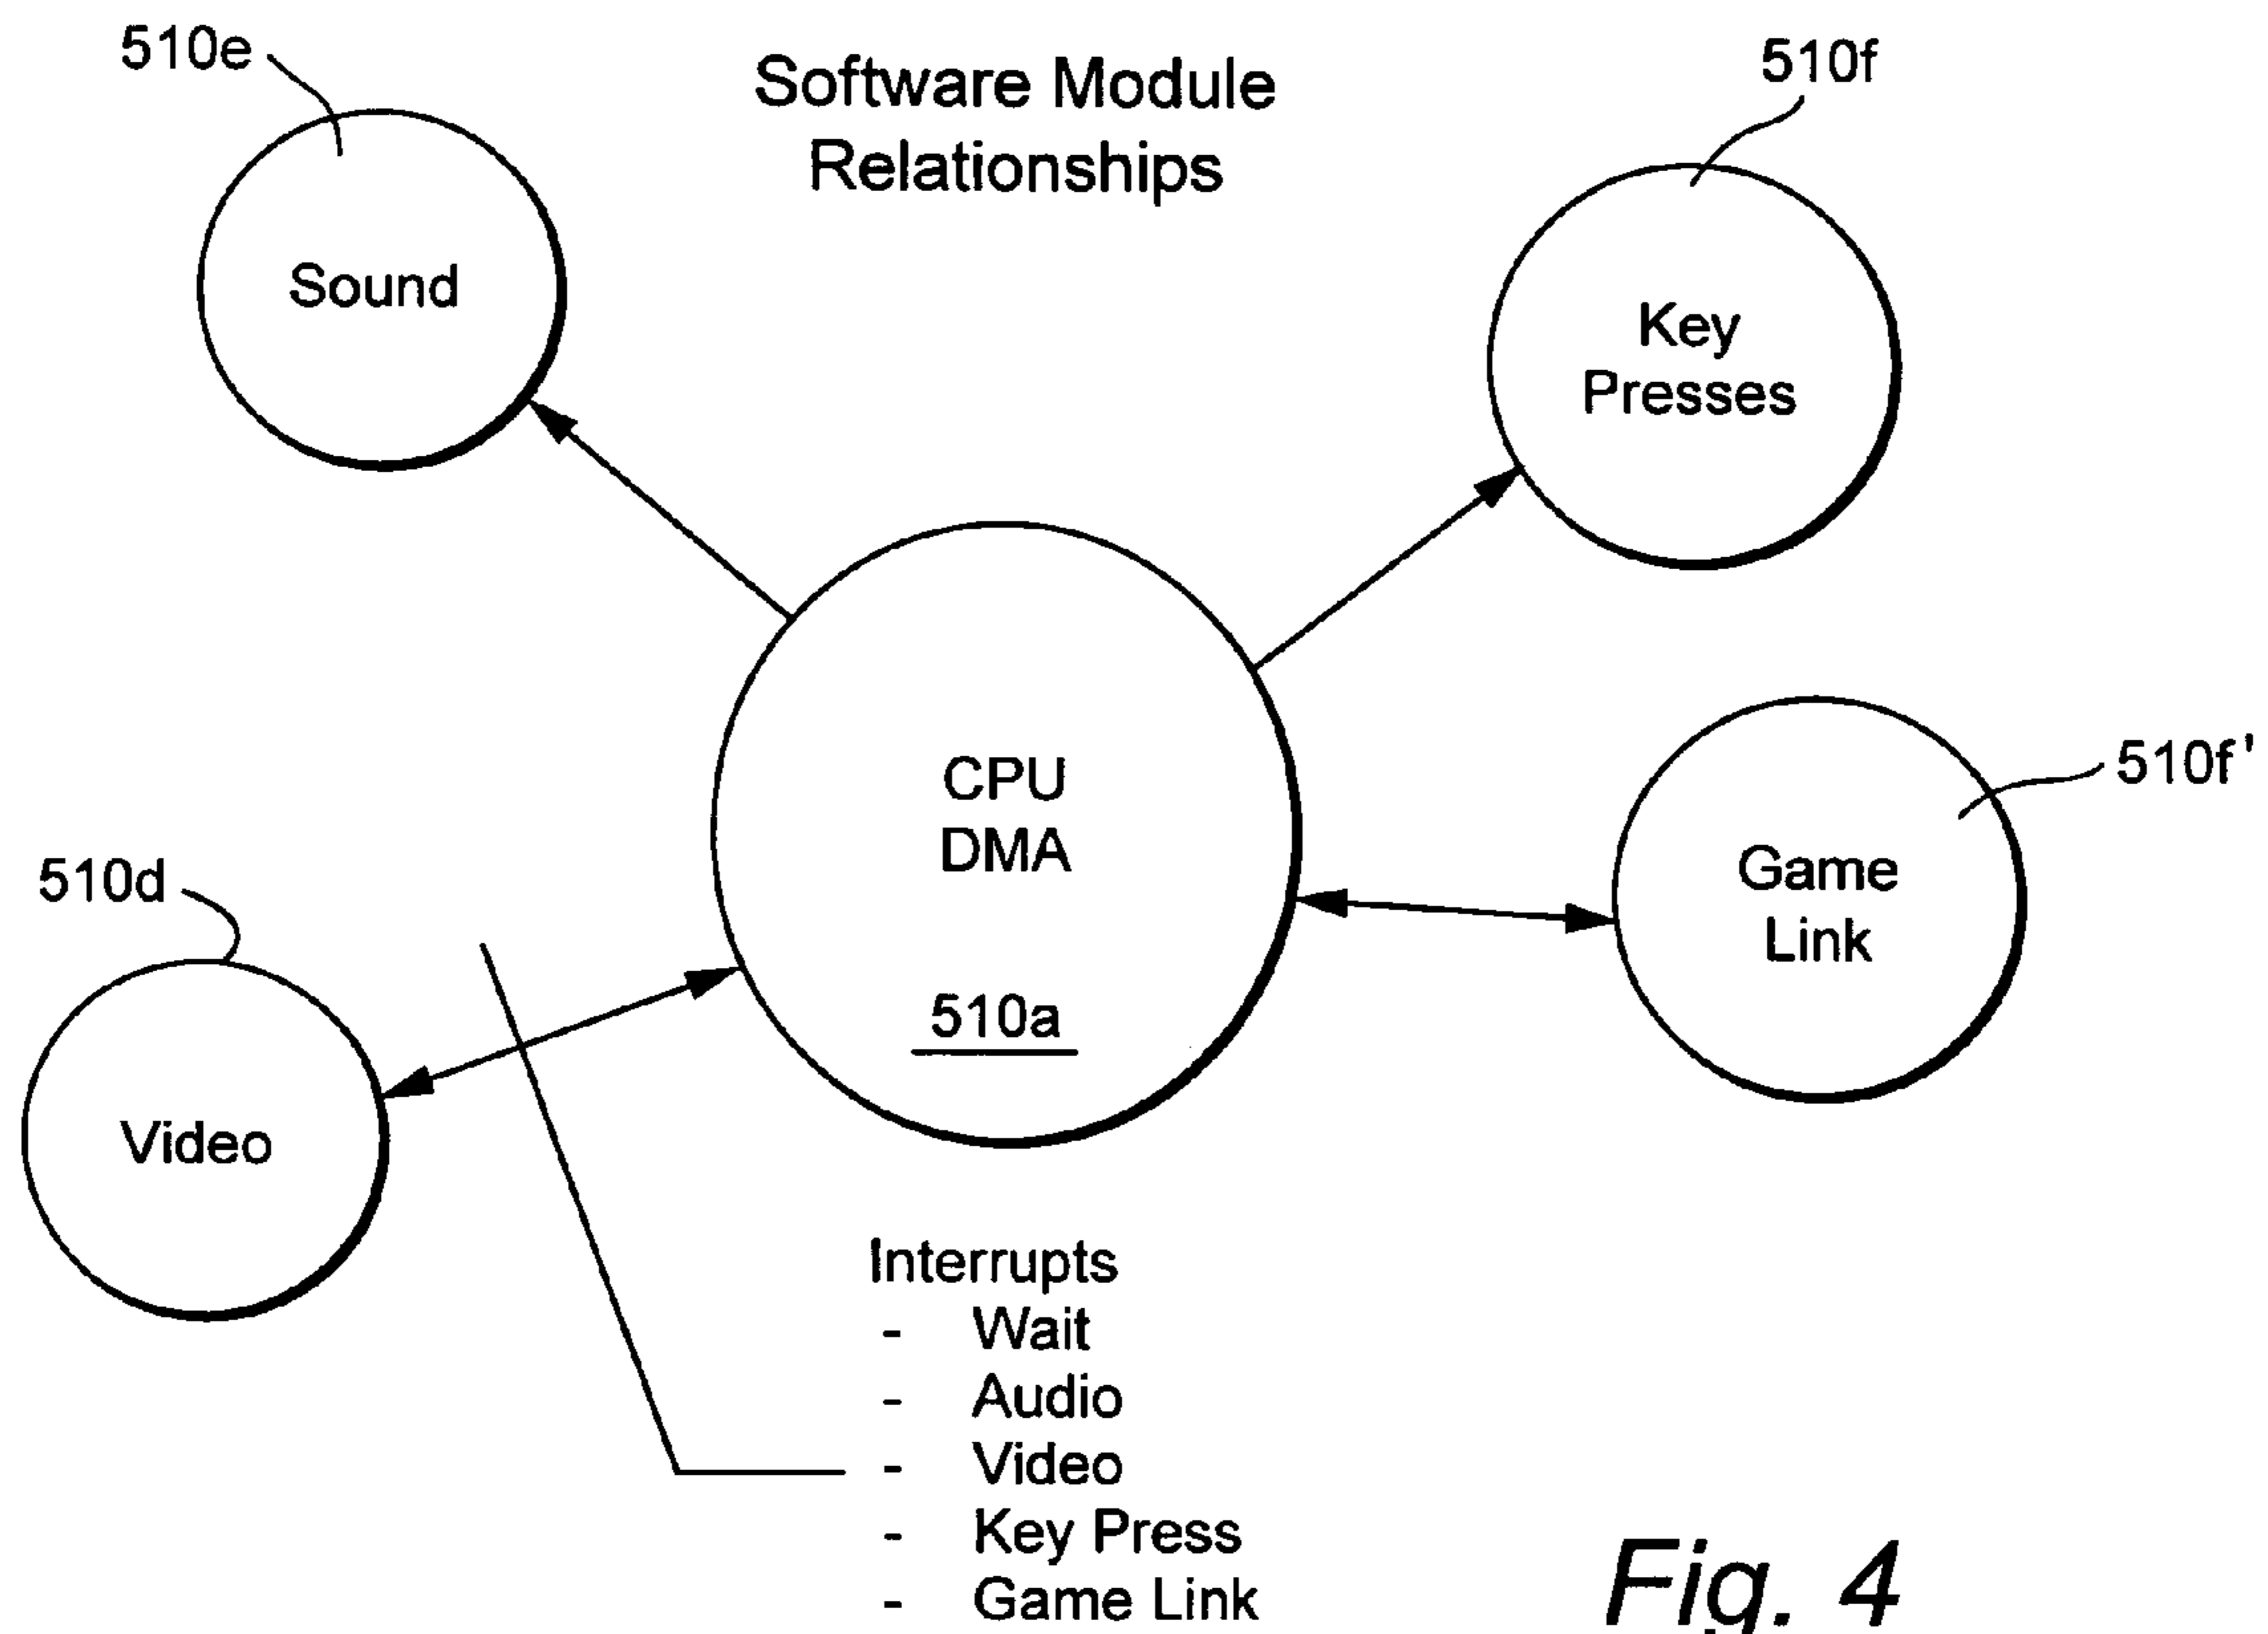 510e
Software Module
Relationships
510f
Sound
Key
Presses
CPU
DMA
510a
Game
Link
510f'
510d
Video
Interrupts
- Wait
- Audio
- Video
- Key Press
- Game Link
Fig. 4